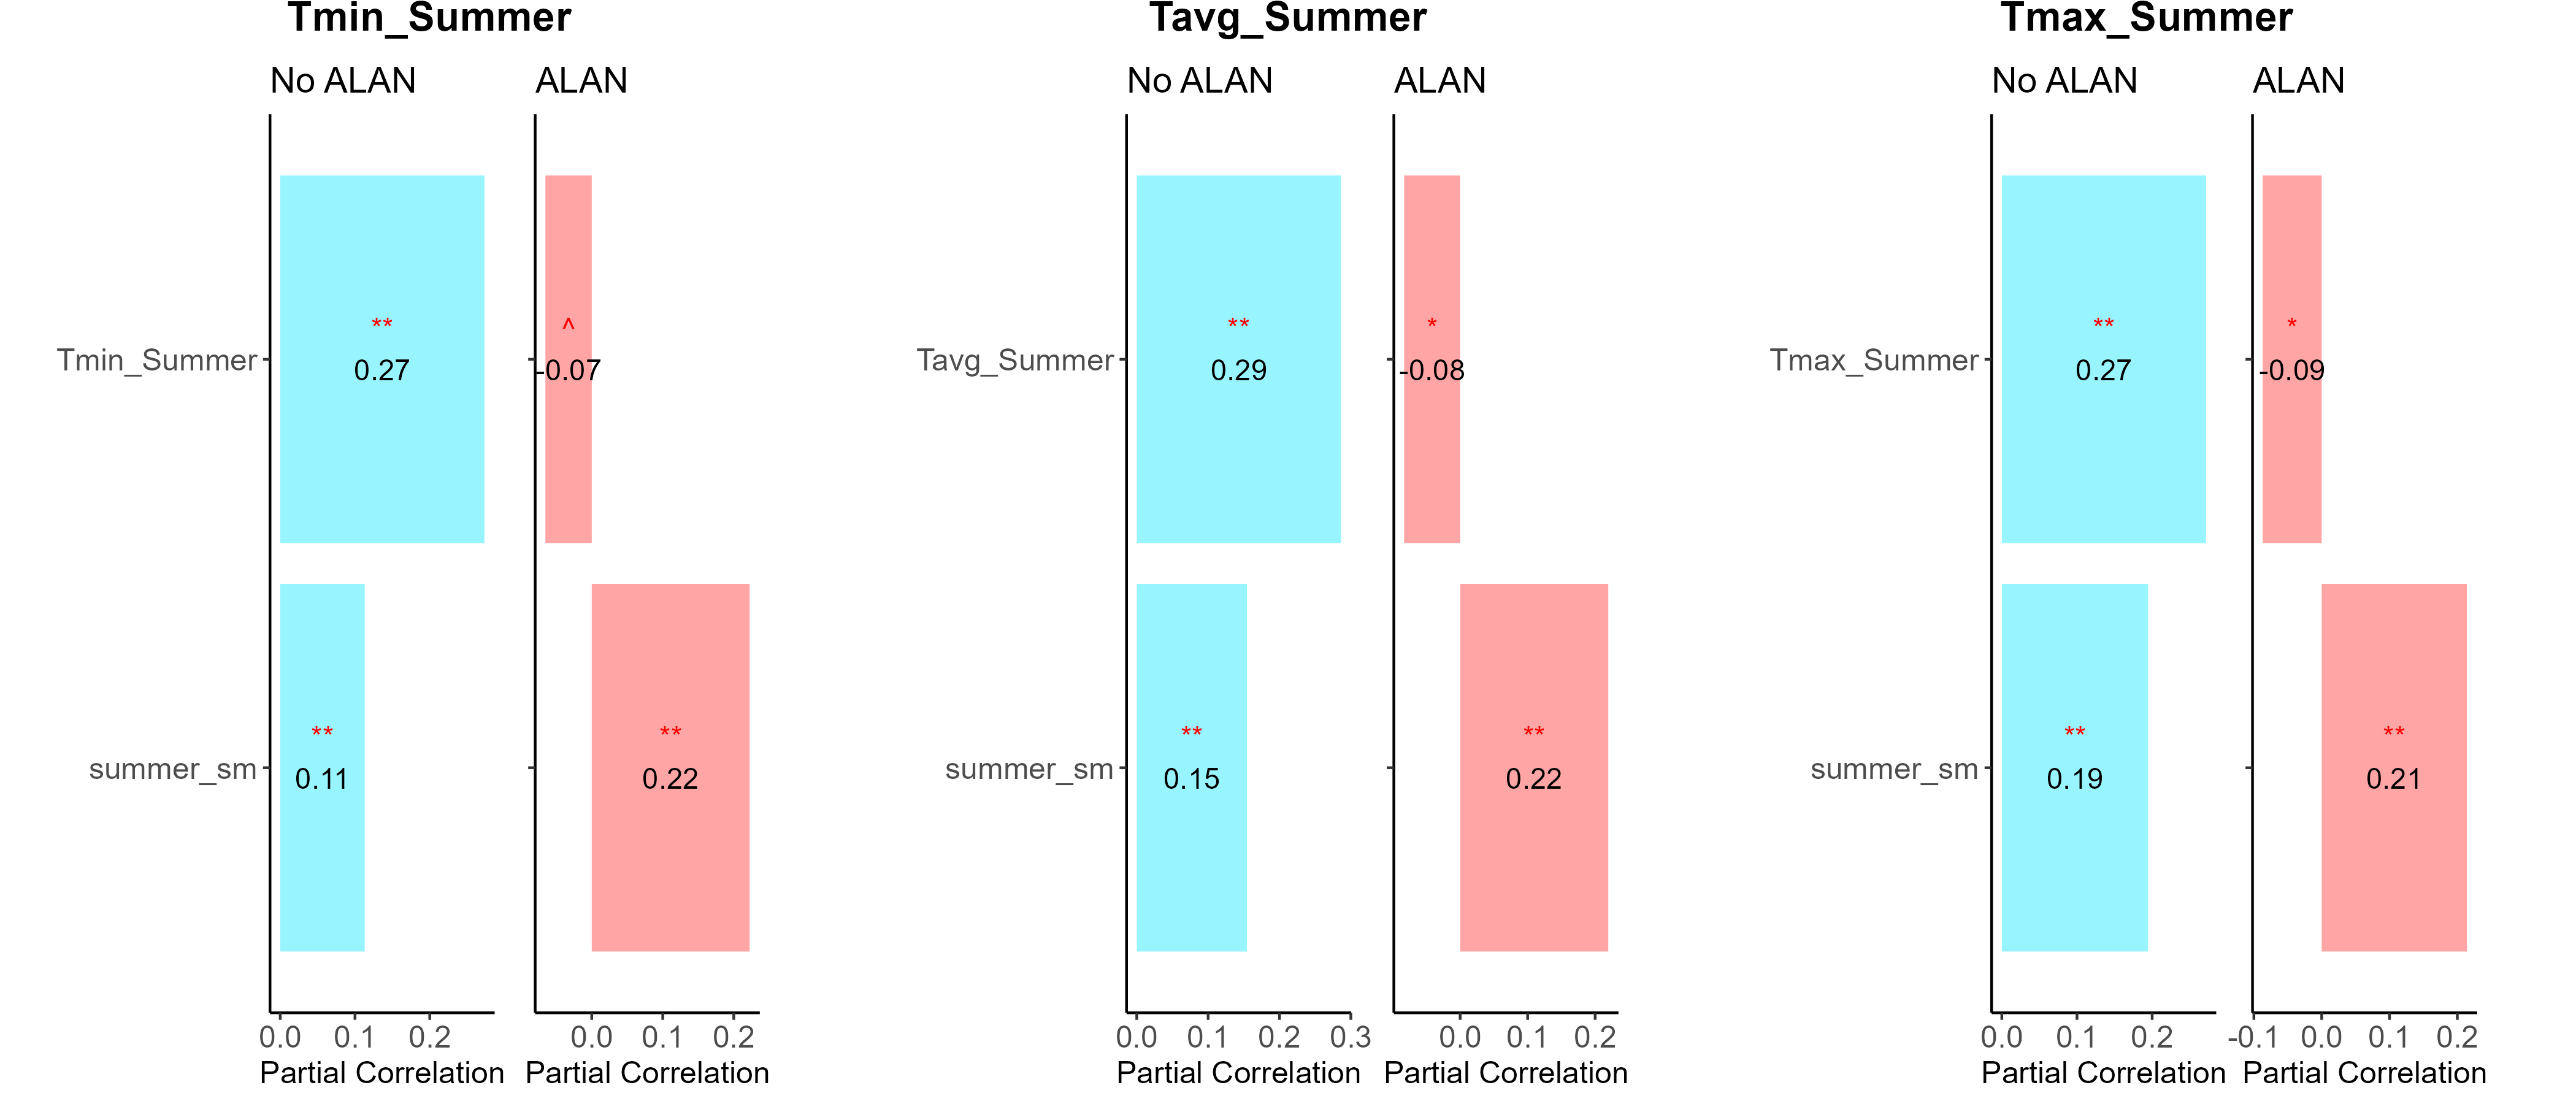 Tmin_Summer
No ALAN
ALAN
Tmin_Summer
**
0.27
^
-0.07
summer_sm
**
0.11
**
0.22
0.0 0.1 0.2
0.0 0.1 0.2
Partial Correlation
Partial Correlation
Tavg_Summer
No ALAN
ALAN
Tavg_Summer
**
0.29
*
-0.08
summer_sm
**
0.15
**
0.22
0.0 0.1 0.2 0.3
0.0 0.1 0.2
Partial Correlation
Partial Correlation
Tmax_Summer
No ALAN
ALAN
Tmax_Summer
**
0.27
*
-0.09
summer_sm
**
0.19
**
0.21
0.0 0.1 0.2
-0.1 0.0 0.1 0.2
Partial Correlation
Partial Correlation